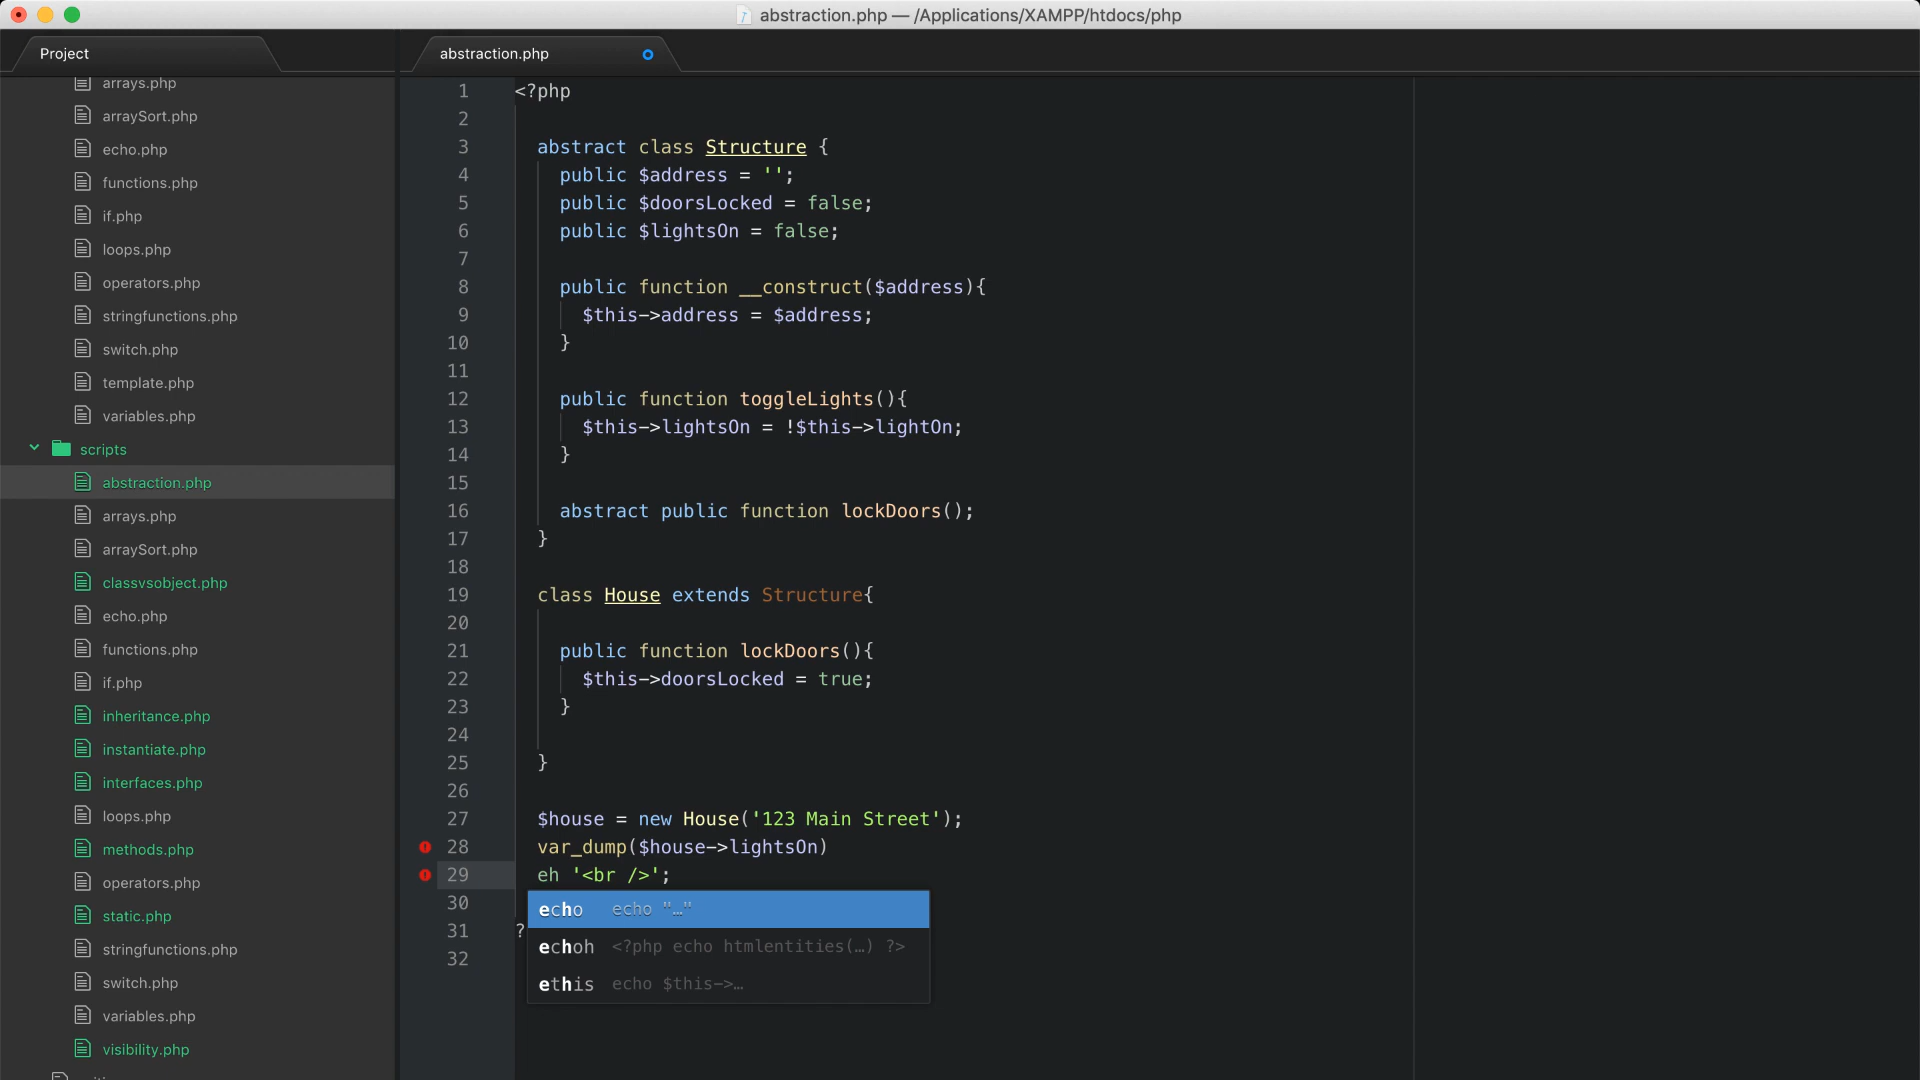 abstraction.php — /Applications/XAMPP/htdocs/php
Project
arrays.php
arraySort.php
echo.php
functions.php
if.php
loops.php
operators.php
stringfunctions.php
switch.php
template.php
variables.php
scripts
abstraction.php
arrays.php
arraySort.php
classvsobject.php
echo.php
functions.php
if.php
inheritance.php
instantiate.php
interfaces.php
loops.php
methods.php
operators.php
static.php
stringfunctions.php
switch.php
variables.php
visibility.php
abstraction.php
1 <?php
2
3 abstract class Structure {
4 public $address = '';
5 public $doorsLocked = false;
6 public $lightsOn = false;
7
8 public function __construct($address){
9 $this->address = $address;
10 }
11
12 public function toggleLights(){
13 $this->lightsOn = !$this->lightOn;
14 }
15
16 abstract public function lockDoors();
17 }
18
19 class House extends Structure{
20
21 public function lockDoors(){
22 $this->doorsLocked = true;
23 }
24
25 }
26
27 $house = new House('123 Main Street');
28 var_dump($house->lightsOn)
29 eh '<br />';
30
31 ?
32
echo echo "…"
echoh <?php echo htmlentities(…) ?>
ethis echo $this->…